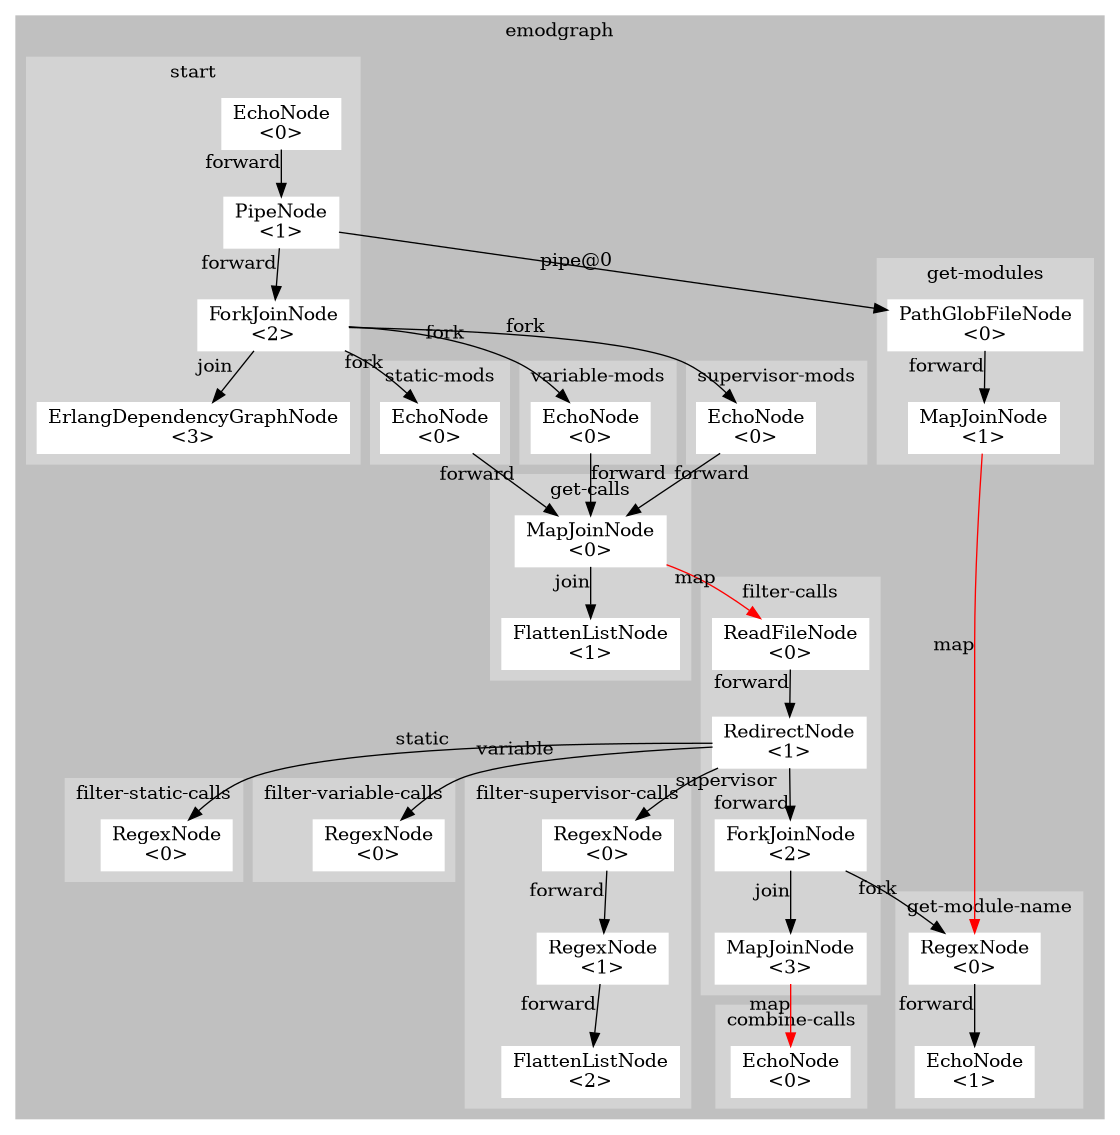 emodgraph
start
EchoNode
<0>
forward
PipeNode
<1>
forward
pipe@0
get-modules
PathGlobFileNode
<0>
forward
ForkJoinNode
<2>
join
fork
fork
fork
static-mods
variable-mods
supervisor-mods
ErlangDependencyGraphNode
<3>
EchoNode
<0>
EchoNode
<0>
EchoNode
<0>
MapJoinNode
<1>
forward
forward
forward
get-calls
MapJoinNode
<0>
join
map
filter-calls
FlattenListNode
<1>
ReadFileNode
<0>
map
forward
RedirectNode
<1>
static
variable
supervisor
forward
filter-static-calls
filter-variable-calls
filter-supervisor-calls
RegexNode
<0>
RegexNode
<0>
RegexNode
<0>
ForkJoinNode
<2>
forward
join
fork
get-module-name
RegexNode
<1>
MapJoinNode
<3>
RegexNode
<0>
forward
map
forward
combine-calls
FlattenListNode
<2>
EchoNode
<0>
EchoNode
<1>